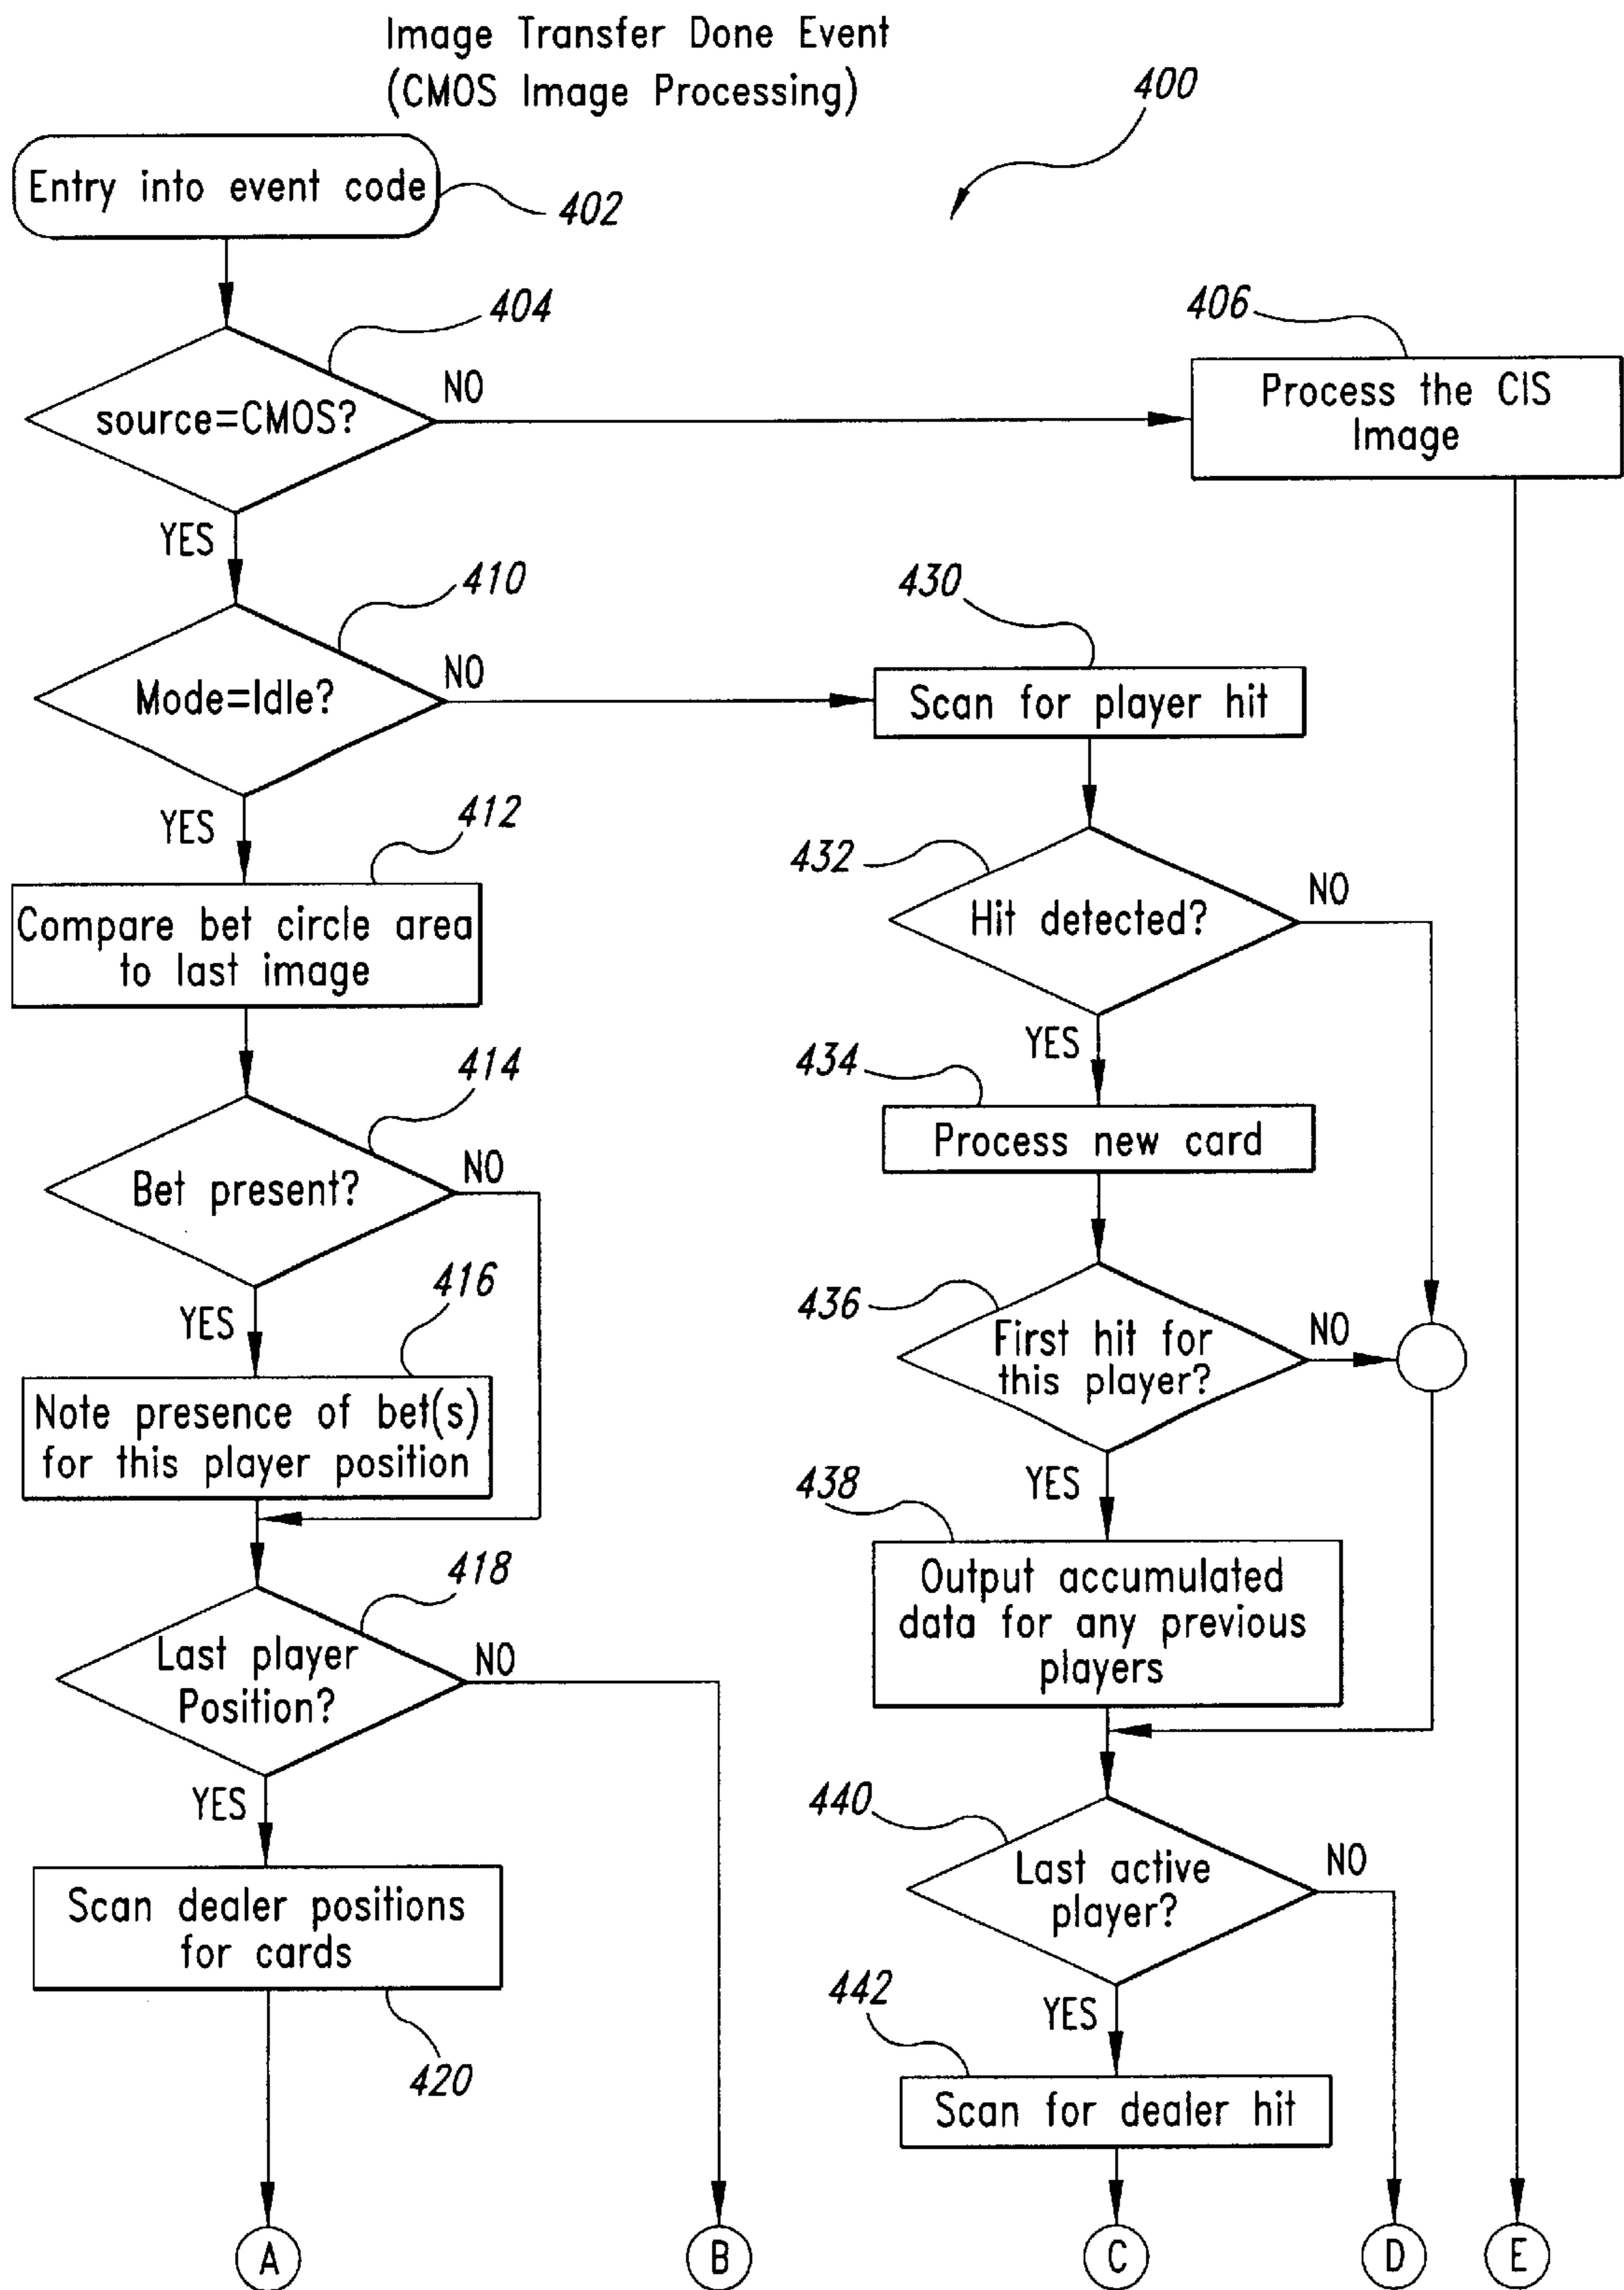 Image Transfer Done Event
(CMOS Image Processing)
400
Entry into event code
402
404
source=CMOS?
NO
YES
406
Process the CIS
Image
410
Mode=Idle?
NO
YES
430
Scan for player hit
412
Compare bet circle area
to last image
432
Hit detected?
NO
YES
414
Bet present?
NO
YES
434
Process new card
416
Note presence of bet(s)
for this player position
436
First hit for
this player?
NO
YES
418
Last player
Position?
NO
YES
438
Output accumulated
data for any previous
players
Scan dealer positions
for cards
420
440
Last active
player?
NO
YES
442
Scan for dealer hit
A
B
C
D
E